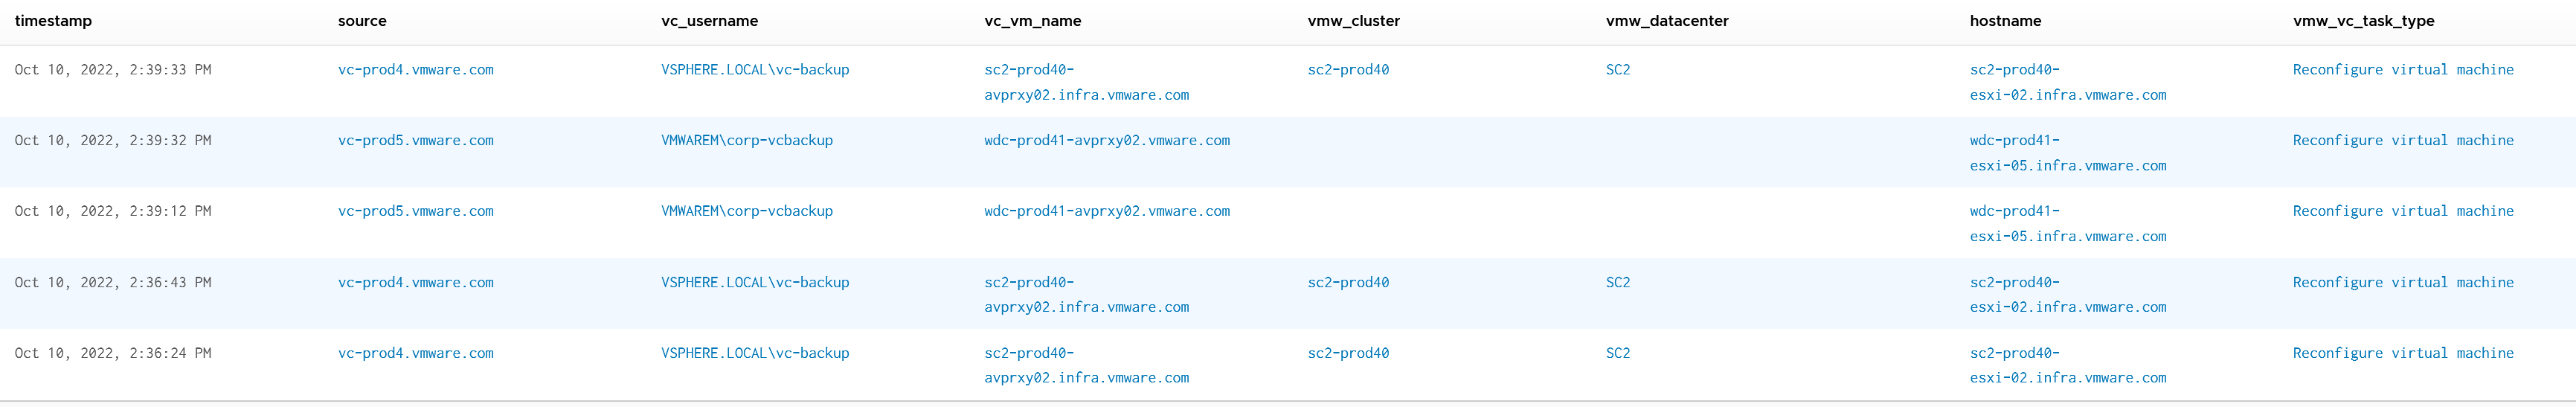 timestamp source vc_username vc_vm_name vmw_cluster vmw_datacenter hostname vmw_vc_task_type
Oct 10, 2022, 2:39:33 PM vc-prod4.vmware.com VSPHERE.LOCAL\vc-backup sc2-prod40- sc2-prod40 SC2 sc2-prod40- Reconfigure virtual machine
avprxy02.infra.vmware.com esxi-02.infra.vmware.com
Oct 10, 2022, 2:39:32 PM vc-prod5.vmware.com VMWAREM\corp-vcbackup wdc-prod41-avprxy02.vmware.com wdc-prod41- Reconfigure virtual machine
esxi-05.infra.vmware.com
Oct 10, 2022, 2:39:12 PM vc-prod5.vmware.com VMWAREM\corp-vcbackup wdc-prod41-avprxy02.vmware.com wdc-prod41- Reconfigure virtual machine
esxi-05.infra.vmware.com
Oct 10, 2022, 2:36:43 PM vc-prod4.vmware.com VSPHERE.LOCAL\vc-backup sc2-prod40- sc2-prod40 SC2 sc2-prod40- Reconfigure virtual machine
avprxy02.infra.vmware.com esxi-02.infra.vmware.com
Oct 10, 2022, 2:36:24 PM vc-prod4.vmware.com VSPHERE.LOCAL\vc-backup sc2-prod40- sc2-prod40 SC2 sc2-prod40- Reconfigure virtual machine
avprxy02.infra.vmware.com esxi-02.infra.vmware.com